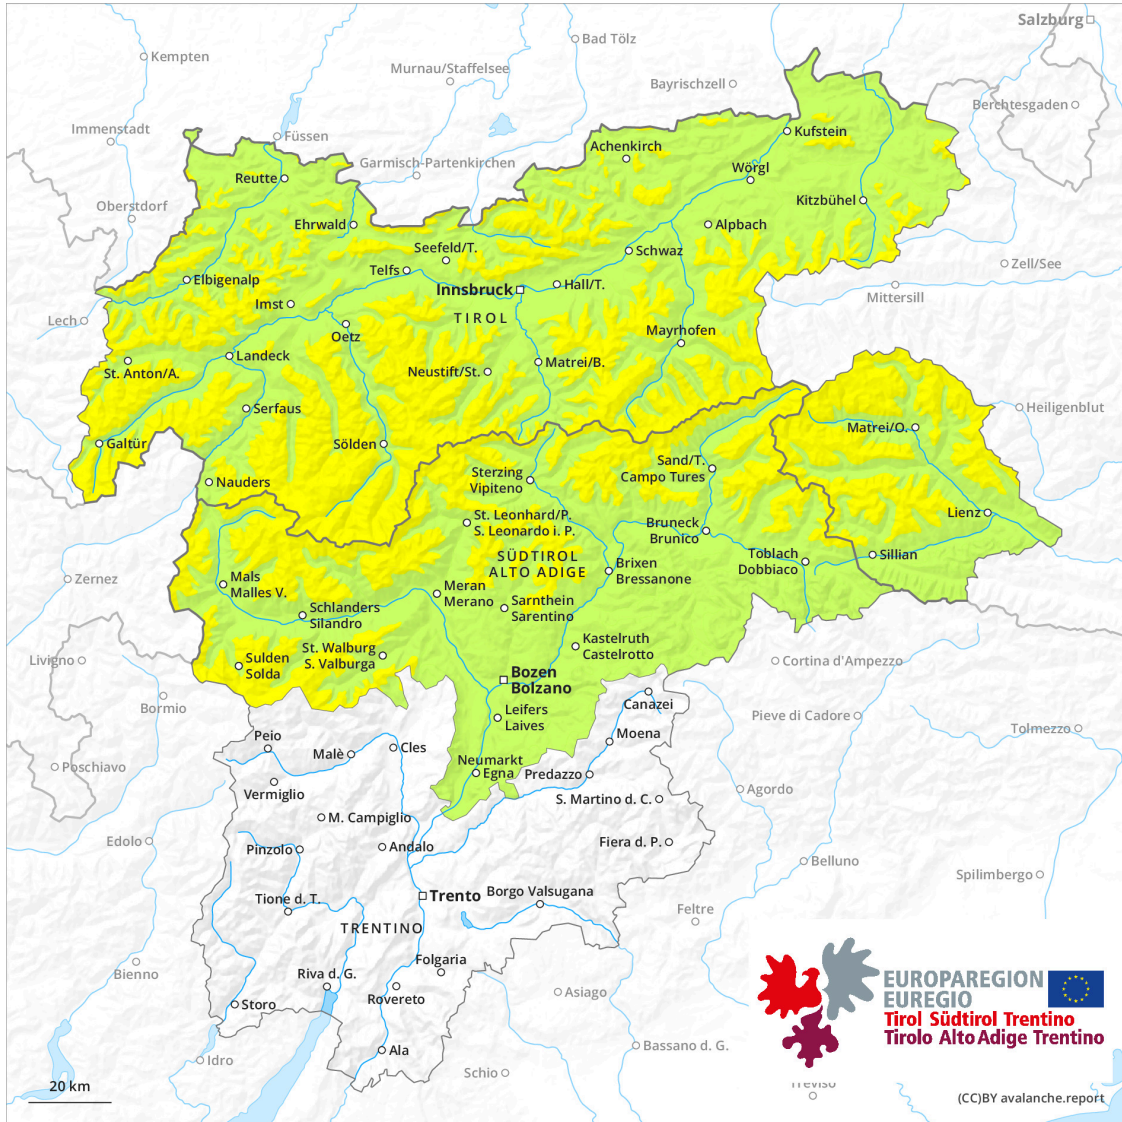 Salzburg
Bad Tölz
Kempten
Murnau/Staffelsee
Bayrischzell
Berchtesgaden
Immenstadt
Füssen
Kufstein
Achenkirch
Garmisch-Partenkirchen
Wörgl
Reutte
Kitzbühel
Oberstdorf
Ehrwald
Alpbach
Seefeld/T.
Schwaz
Telfs
Zell/See
Elbigenalp
Innsbruck
Hall/T.
Mittersill
Imst
TIROL
Lech
Oetz
Mayrhofen
Landeck
Matrei/B.
St. Anton/A.
Neustift/St.
Serfaus
Heiligenblut
Matrei/O.
Galtür
Sölden
Sand/T.
Campo Tures
Sterzing
Vipiteno
Nauders
St. Leonhard/P.
S. Leonardo i. P.
Lienz
Bruneck
Brunico
SÜDTIROL
ALTO ADIGE
Toblach
Dobbiaco
Sillian
Brixen
Bressanone
Zernez
Mals
Malles V.
Meran
Merano
Sarnthein
Sarentino
Schlanders
Silandro
Kastelruth
Castelrotto
St. Walburg
S. Valburga
Livigno
Sulden
Solda
Cortina d'Ampezzo
Bozen
Bolzano
Canazei
Bormio
Leifers
Laives
Pieve di Cadore
Tolmezzo
Peio
Moena
Malè
Cles
Neumarkt
Egna
Predazzo
Poschiavo
Vermiglio
Agordo
S. Martino d. C.
M. Campiglio
Edolo
Pinzolo
Andalo
Fiera d. P.
Belluno
Spilimbergo
Tione d. T.
Trento
Borgo Valsugana
Feltre
TRENTINO
Folgaria
Bienno
Riva d. G.
Rovereto
Asiago
Storo
EUROPAREGION
EUREGIO
Tirol Südtirol Trentino
Tirolo Alto Adige Trentino
Ala
Idro
Bassano d. G.
Schio
Treviso
20 km
(CC)BY avalanche.report